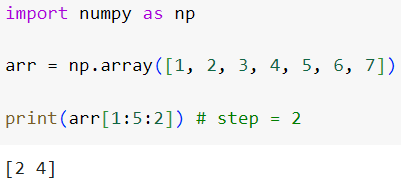 import numpy as np
arr = np.array([1, 2, 3, 4, 5, 6, 7])
print(arr[1:5:2]) # step = 2
[2 4]